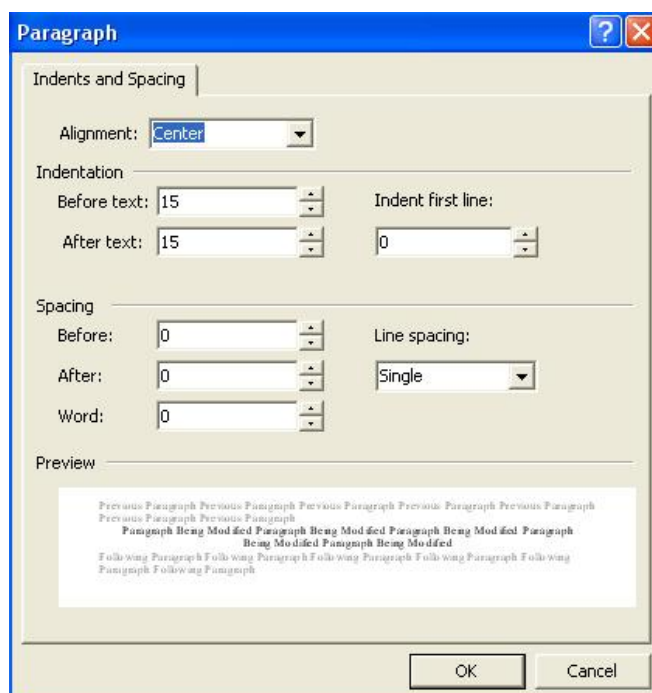 Paragraph
Indents and Spacing
Alignment: Center
Indentation
Before text: 15 Indent first line:
After text: 15 0
Spacing
Before: 0 Line spacing:
After: 0 Single
Word: 0
Preview
Previous Paragraph Previous Paragraph Previous Paragraph Previous Paragraph Previous Paragraph
Previous Paragraph Previous Paragraph
Paragraph Being Modified Paragraph Being Modified Paragraph Being Modified Paragraph
Being Modified Paragraph Being Modified
Following Paragraph Following Paragraph Following Paragraph Following Paragraph Following
Paragraph Following Paragraph
OK Cancel